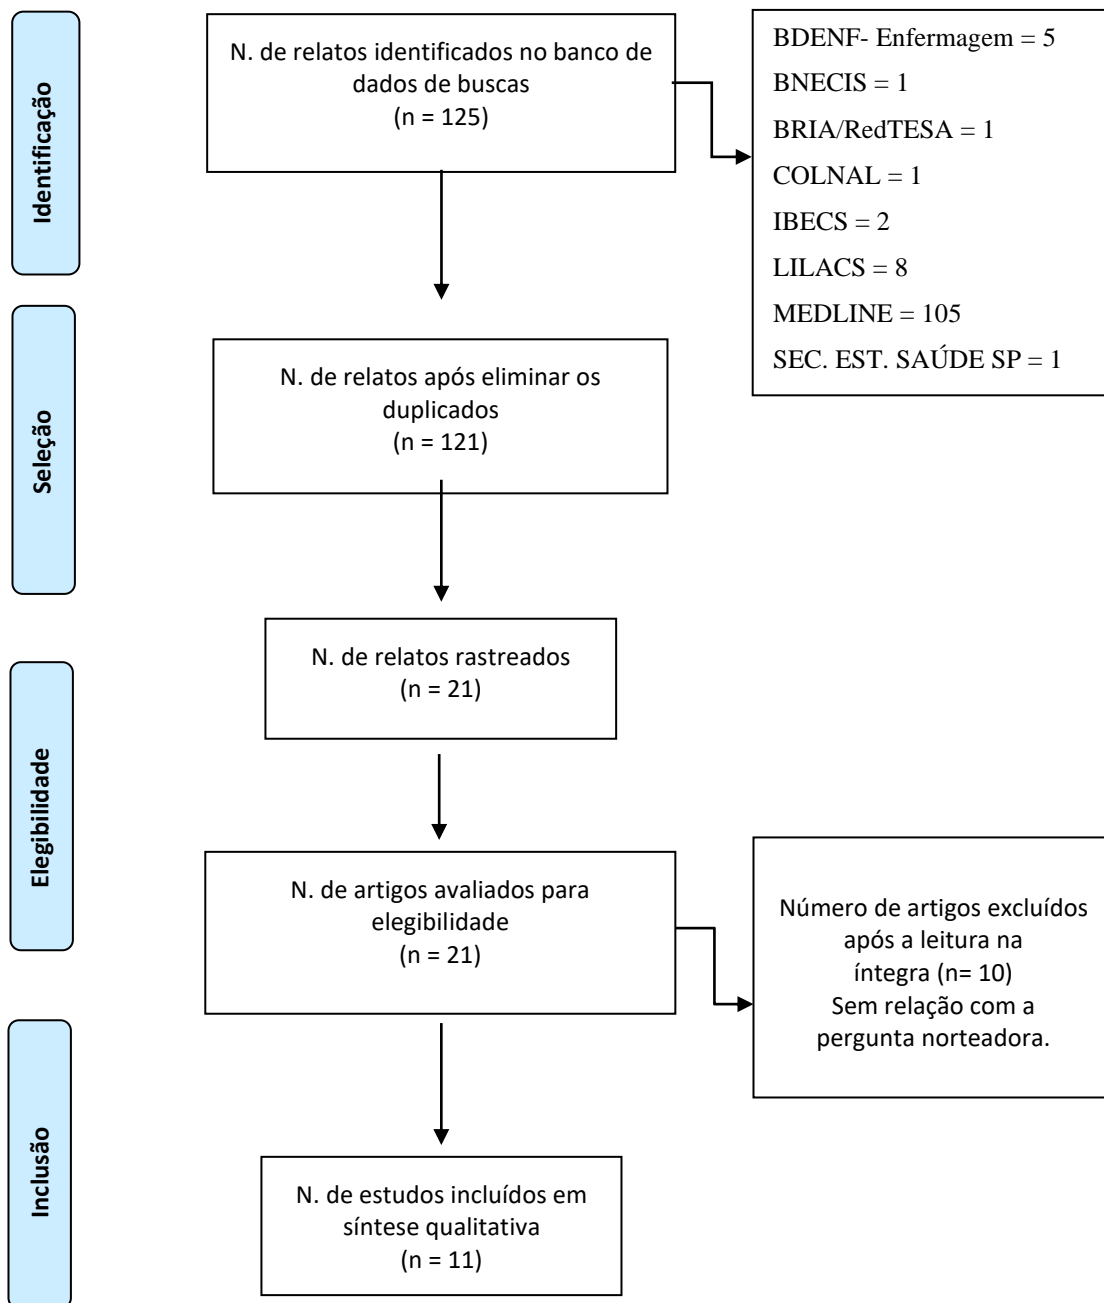 Identificação
N. de relatos identificados no banco de
dados de buscas
(n = 125)
BDENF- Enfermagem = 5
BNECIS = 1
BRIA/RedTESA = 1
COLNAL = 1
IBECS = 2
LILACS = 8
MEDLINE = 105
SEC. EST. SAÚDE SP = 1
Seleção
N. de relatos após eliminar os
duplicados
(n = 121)
N. de relatos rastreados
(n = 21)
Elegibilidade
N. de artigos avaliados para
elegibilidade
(n = 21)
Número de artigos excluídos
após a leitura na
íntegra (n= 10)
Sem relação com a
pergunta norteadora.
Inclusão
N. de estudos incluídos em
síntese qualitativa
(n = 11)